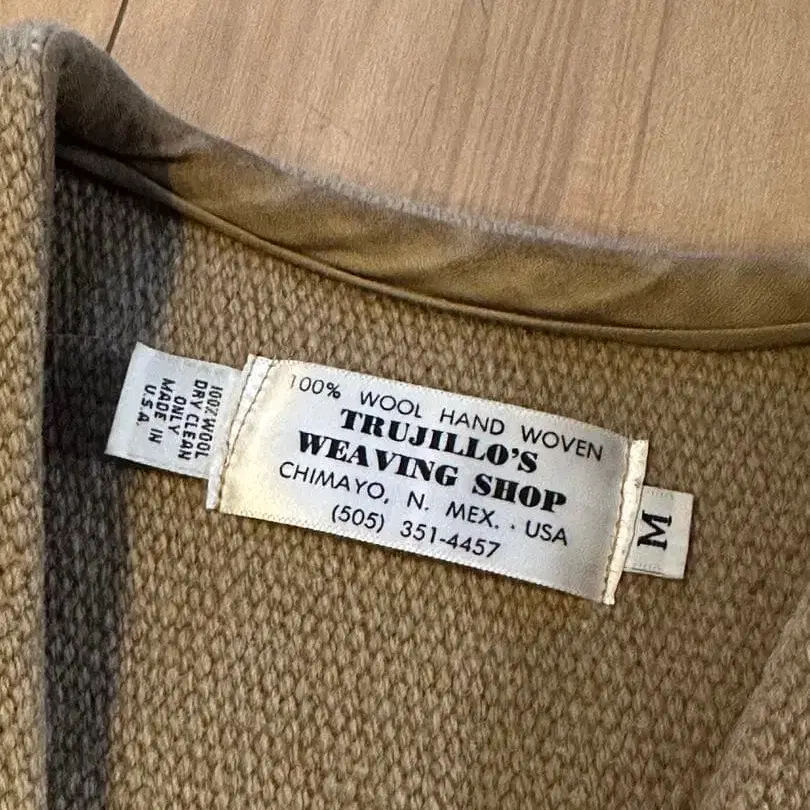 100% WOOL
DRY CLEAN
ONLY
MADE IN
U.S.A.
100% WOOL HAND WOVEN
TRUJILLO'S
WEAVING SHOP
CHIMAYO, N. MEX. · USA
(505) 351-4457
M